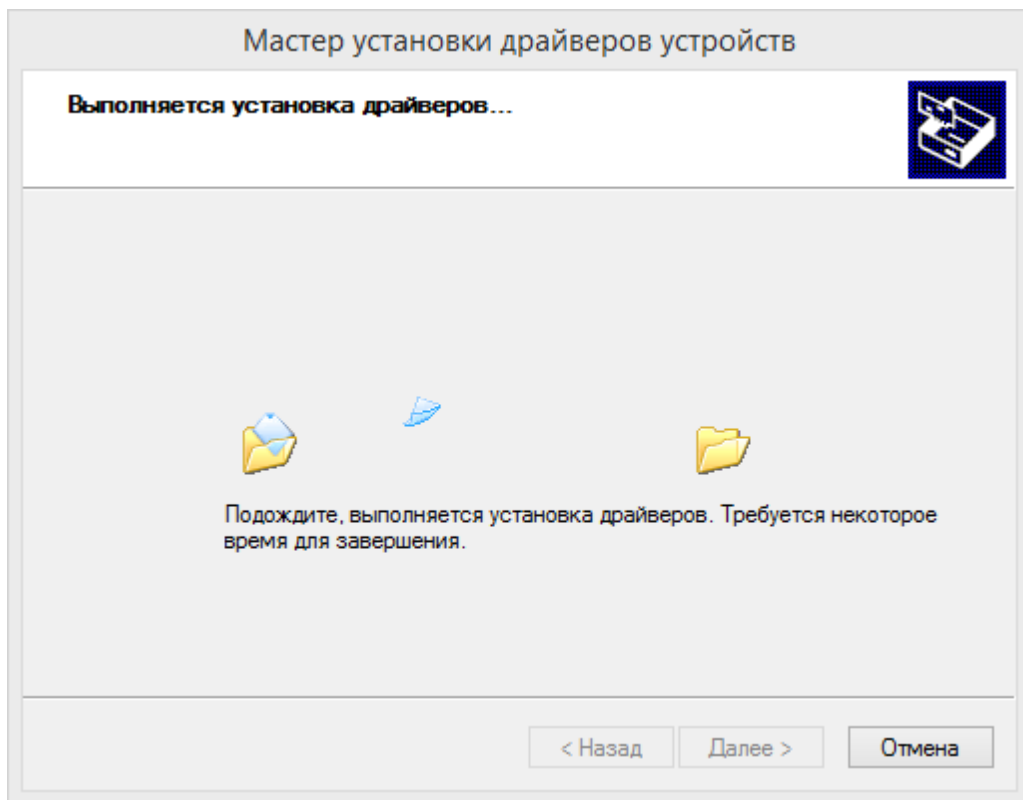 Мастер установки драйверов устройств
Выполняется установка драйверов...
Подождите, выполняется установка драйверов. Требуется некоторое
время для завершения.
< Назад
Далее >
Отмена